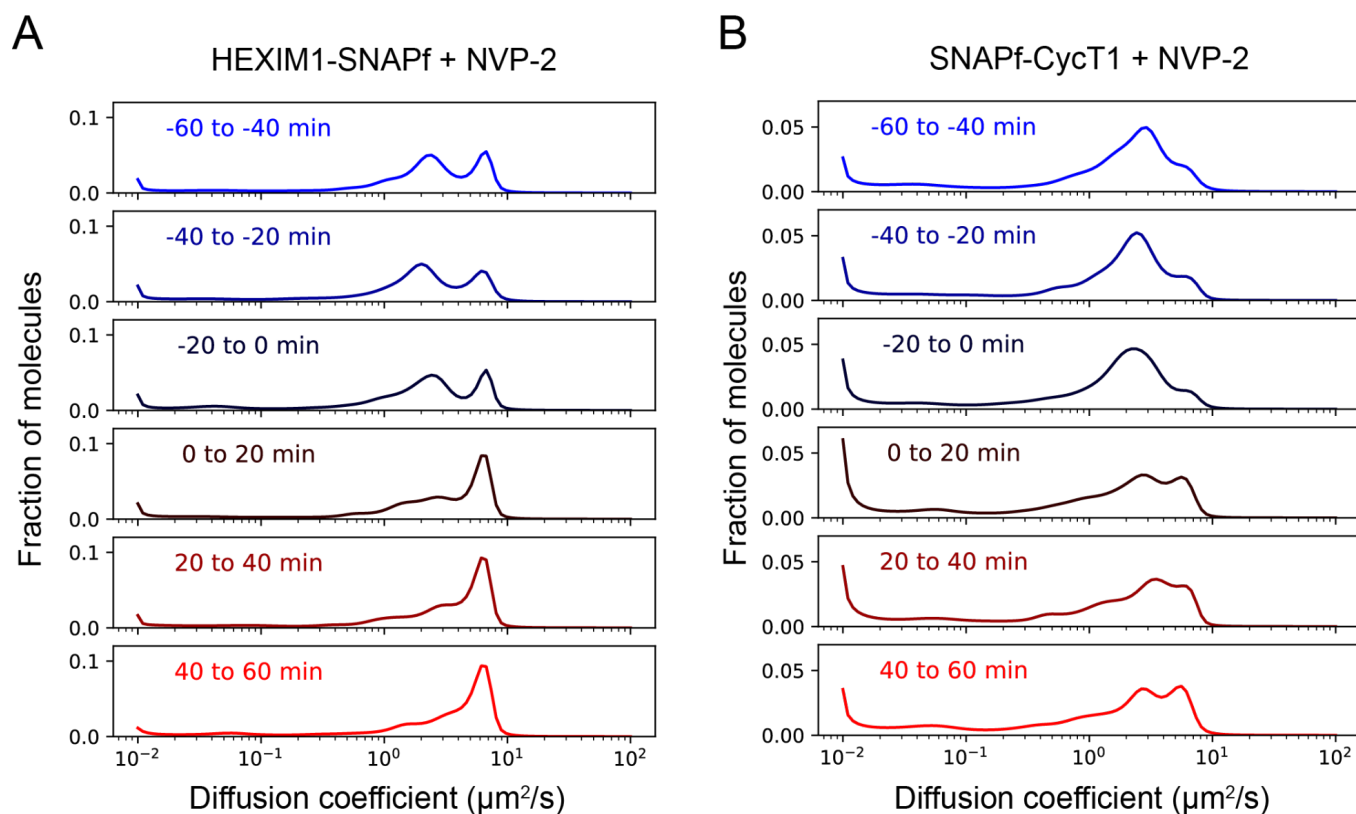 A
HEXIM1-SNAPf + NVP-2
Fraction of molecules
0.1
0.0
-60 to -40 min
0.1
0.0
-40 to -20 min
0.1
0.0
-20 to 0 min
0.1
0.0
0 to 20 min
0.1
0.0
20 to 40 min
0.1
0.0
40 to 60 min
10⁻² 10⁻¹ 10⁰ 10¹ 10²
Diffusion coefficient (µm²/s)
B
SNAPf-CycT1 + NVP-2
Fraction of molecules
0.05
0.00
-60 to -40 min
0.05
0.00
-40 to -20 min
0.05
0.00
-20 to 0 min
0.05
0.00
0 to 20 min
0.05
0.00
20 to 40 min
0.05
0.00
40 to 60 min
10⁻² 10⁻¹ 10⁰ 10¹ 10²
Diffusion coefficient (µm²/s)